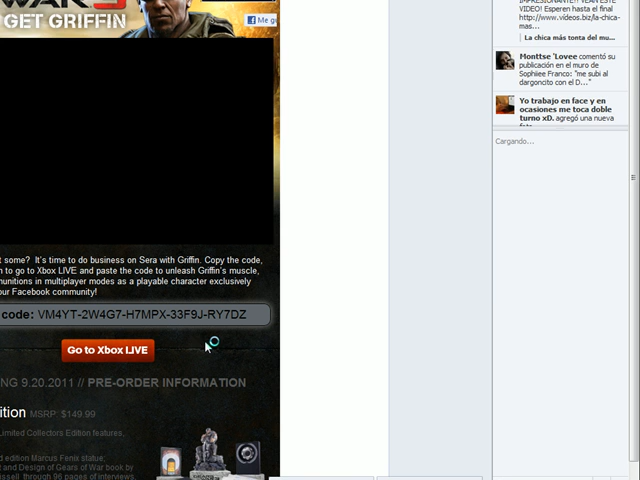 GET GRIFFIN
Me g
t some? It's time to do business on Sera with Griffin. Copy the code,
n to go to Xbox LIVE and paste the code to unleash Griffin's muscle,
munitions in multiplayer modes as a playable character exclusively
our Facebook community!
code: VM4YT-2W4G7-H7MPX-33F9J-RY7DZ
Go to Xbox LIVE
NG 9.20.2011 // PRE-ORDER INFORMATION
ition MSRP: $149.99
Limited Collectors Edition features,
d edition Marcus Fenix statue;
t and Design of Gears of War book by
ssell, through 96 pages of interviews,
VIDEO! Esperen hasta el final
http://www.vídeos.biz/la-chica-
mas...
La chica más tonta del mu...
Monttse 'Lovee comentó su
publicación en el muro de
Sophiiee Franco: "me subi al
dargoncito con el D..."
Yo trabajo en face y en
ocasiones me toca doble
turno xD. agregó una nueva
Cargando...